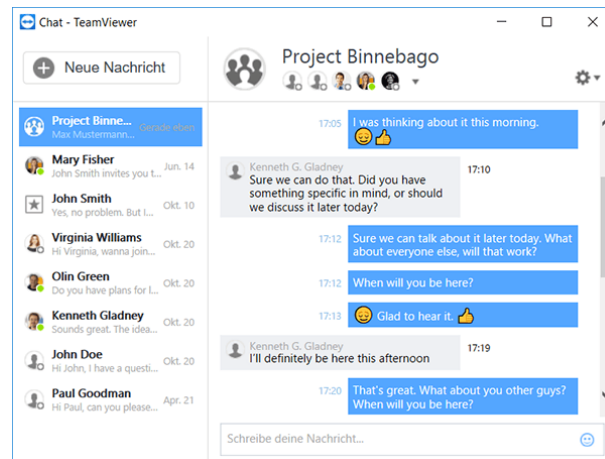 Chat - TeamViewer
Neue Nachricht
Project Binnebago
Project Binne...
Max Mustermann...
Gerade eben
Mary Fisher
John Smith invites you t...
Jun. 14
John Smith
Yes, no problem. But I...
Okt. 10
Virginia Williams
Hi Virginia, wanna join...
Okt. 20
Olin Green
Do you have plans for l...
Okt. 20
Kenneth Gladney
Sounds great. The idea...
Okt. 20
John Doe
Hi John, I have a questi...
Okt. 20
Paul Goodman
Hi Paul, can you please...
Apr. 21
17:05
I was thinking about it this morning.
😔👍
Kenneth G. Gladney
Sure we can do that. Did you have
something specific in mind, or should
we discuss it later today?
17:10
17:12
Sure we can talk about it later today. What
about everyone else, will that work?
17:12
When will you be here?
17:13
😔 Glad to hear it. 👍
Kenneth G. Gladney
I'll definitely be here this afternoon
17:19
17:20
That's great. What about you other guys?
When will you be here?
Schreibe deine Nachricht...